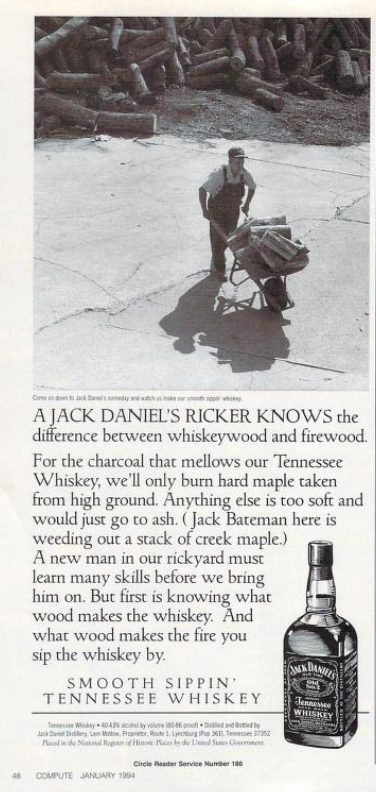 Come on down to Jack Daniel's someday and watch us make our smooth sippin' whiskey.
A JACK DANIEL'S RICKER KNOWS the
difference between whiskeywood and firewood.
For the charcoal that mellows our Tennessee
Whiskey, we'll only burn hard maple taken
from high ground. Anything else is too soft and
would just go to ash. ( Jack Bateman here is
weeding out a stack of creek maple.)
A new man in our rickyard must
learn many skills before we bring
him on. But first is knowing what
wood makes the whiskey. And
what wood makes the fire you
sip the whiskey by.
JACK DANIEL'S
Old
No. 7
Tennessee
WHISKEY
SMOOTH SIPPIN'
TENNESSEE WHISKEY
Tennessee Whiskey • 40-43% alcohol by volume (80-86 proof) • Distilled and Bottled by
Jack Daniel Distillery, Lem Motlow, Proprietor, Route 1, Lynchburg (Pop 361), Tennessee 37352
Placed in the National Register of Historic Places by the United States Government.
Circle Reader Service Number 186
48 COMPUTE JANUARY 1994